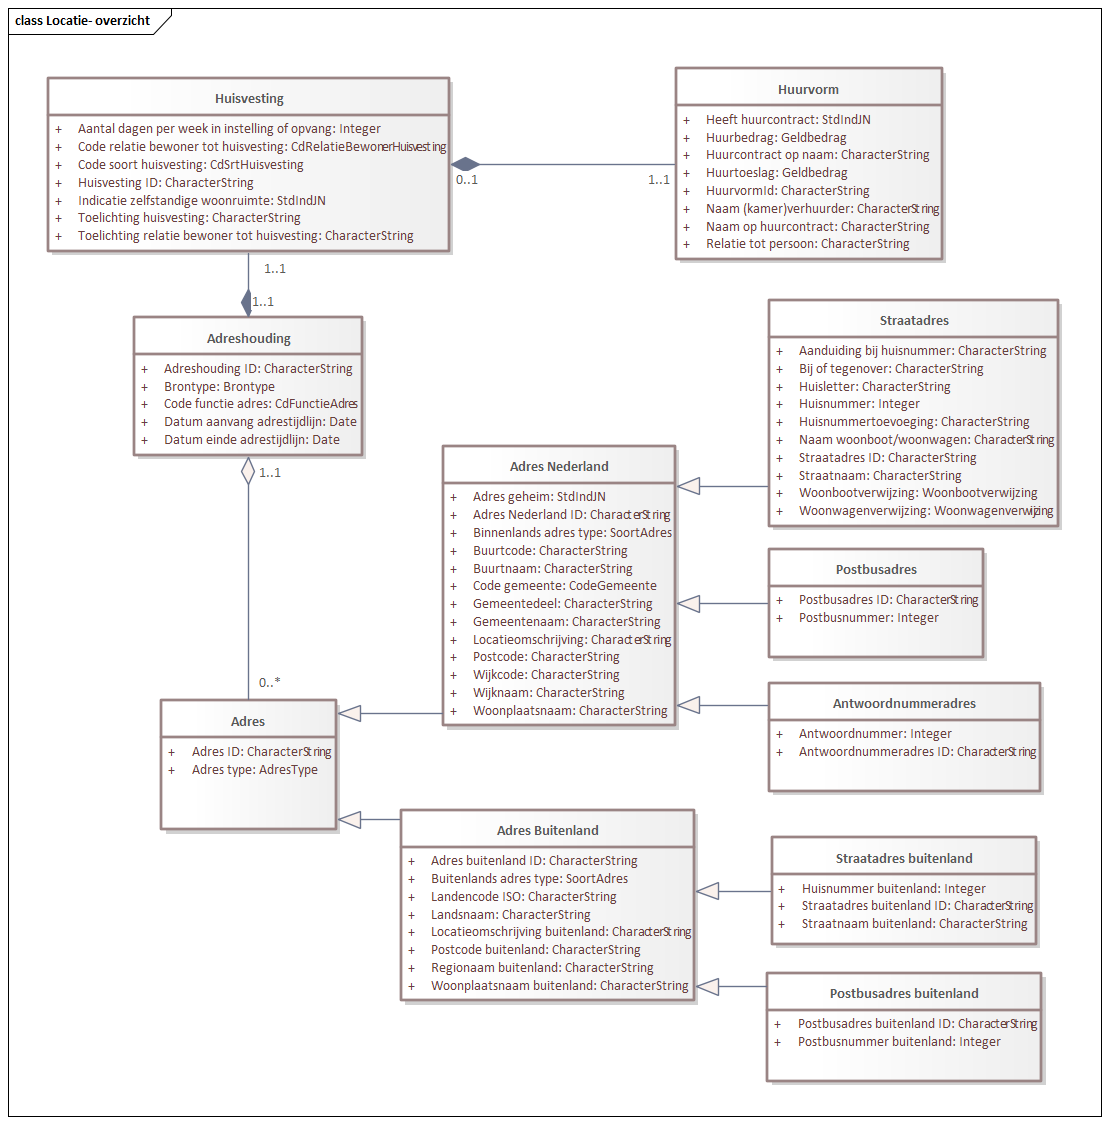 class Locatie- overzicht
Huisvesting
+ Aantal dagen per week in instelling of opvang: Integer
+ Code relatie bewoner tot huisvesting: CdRelatieBewonerHuisvesting
+ Code soort huisvesting: CdSrtHuisvesting
+ Huisvesting ID: CharacterString
+ Indicatie zelfstandige woonruimte: StdIndJN
+ Toelichting huisvesting: CharacterString
+ Toelichting relatie bewoner tot huisvesting: CharacterString
0..1
1..1
Huurvorm
+ Heeft huurcontract: StdIndJN
+ Huurbedrag: Geldbedrag
+ Huurcontract op naam: CharacterString
+ Huurtoeslag: Geldbedrag
+ HuurvormId: CharacterString
+ Naam (kamer)verhuurder: CharacterString
+ Naam op huurcontract: CharacterString
+ Relatie tot persoon: CharacterString
1..1
1..1
Adreshouding
+ Adreshouding ID: CharacterString
+ Brontype: Brontype
+ Code functie adres: CdFunctieAdres
+ Datum aanvang adrestijdlijn: Date
+ Datum einde adrestijdlijn: Date
1..1
0..*
Straatadres
+ Aanduiding bij huisnummer: CharacterString
+ Bij of tegenover: CharacterString
+ Huisletter: CharacterString
+ Huisnummer: Integer
+ Huisnummertoevoeging: CharacterString
+ Naam woonboot/woonwagen: CharacterString
+ Straatadres ID: CharacterString
+ Straatnaam: CharacterString
+ Woonbootverwijzing: Woonbootverwijzing
+ Woonwagenverwijzing: Woonwagenverwijzing
Adres Nederland
+ Adres geheim: StdIndJN
+ Adres Nederland ID: CharacterString
+ Binnenlands adres type: SoortAdres
+ Buurtcode: CharacterString
+ Buurtnaam: CharacterString
+ Code gemeente: CodeGemeente
+ Gemeentedeel: CharacterString
+ Gemeentenaam: CharacterString
+ Locatieomschrijving: CharacterString
+ Postcode: CharacterString
+ Wijkcode: CharacterString
+ Wijknaam: CharacterString
+ Woonplaatsnaam: CharacterString
Postbusadres
+ Postbusadres ID: CharacterString
+ Postbusnummer: Integer
Antwoordnummeradres
+ Antwoordnummer: Integer
+ Antwoordnummeradres ID: CharacterString
Adres
+ Adres ID: CharacterString
+ Adres type: AdresType
Adres Buitenland
+ Adres buitenland ID: CharacterString
+ Buitenlands adres type: SoortAdres
+ Landencode ISO: CharacterString
+ Landsnaam: CharacterString
+ Locatieomschrijving buitenland: CharacterString
+ Postcode buitenland: CharacterString
+ Regionaam buitenland: CharacterString
+ Woonplaatsnaam buitenland: CharacterString
Straatadres buitenland
+ Huisnummer buitenland: Integer
+ Straatadres buitenland ID: CharacterString
+ Straatnaam buitenland: CharacterString
Postbusadres buitenland
+ Postbusadres buitenland ID: CharacterString
+ Postbusnummer buitenland: Integer